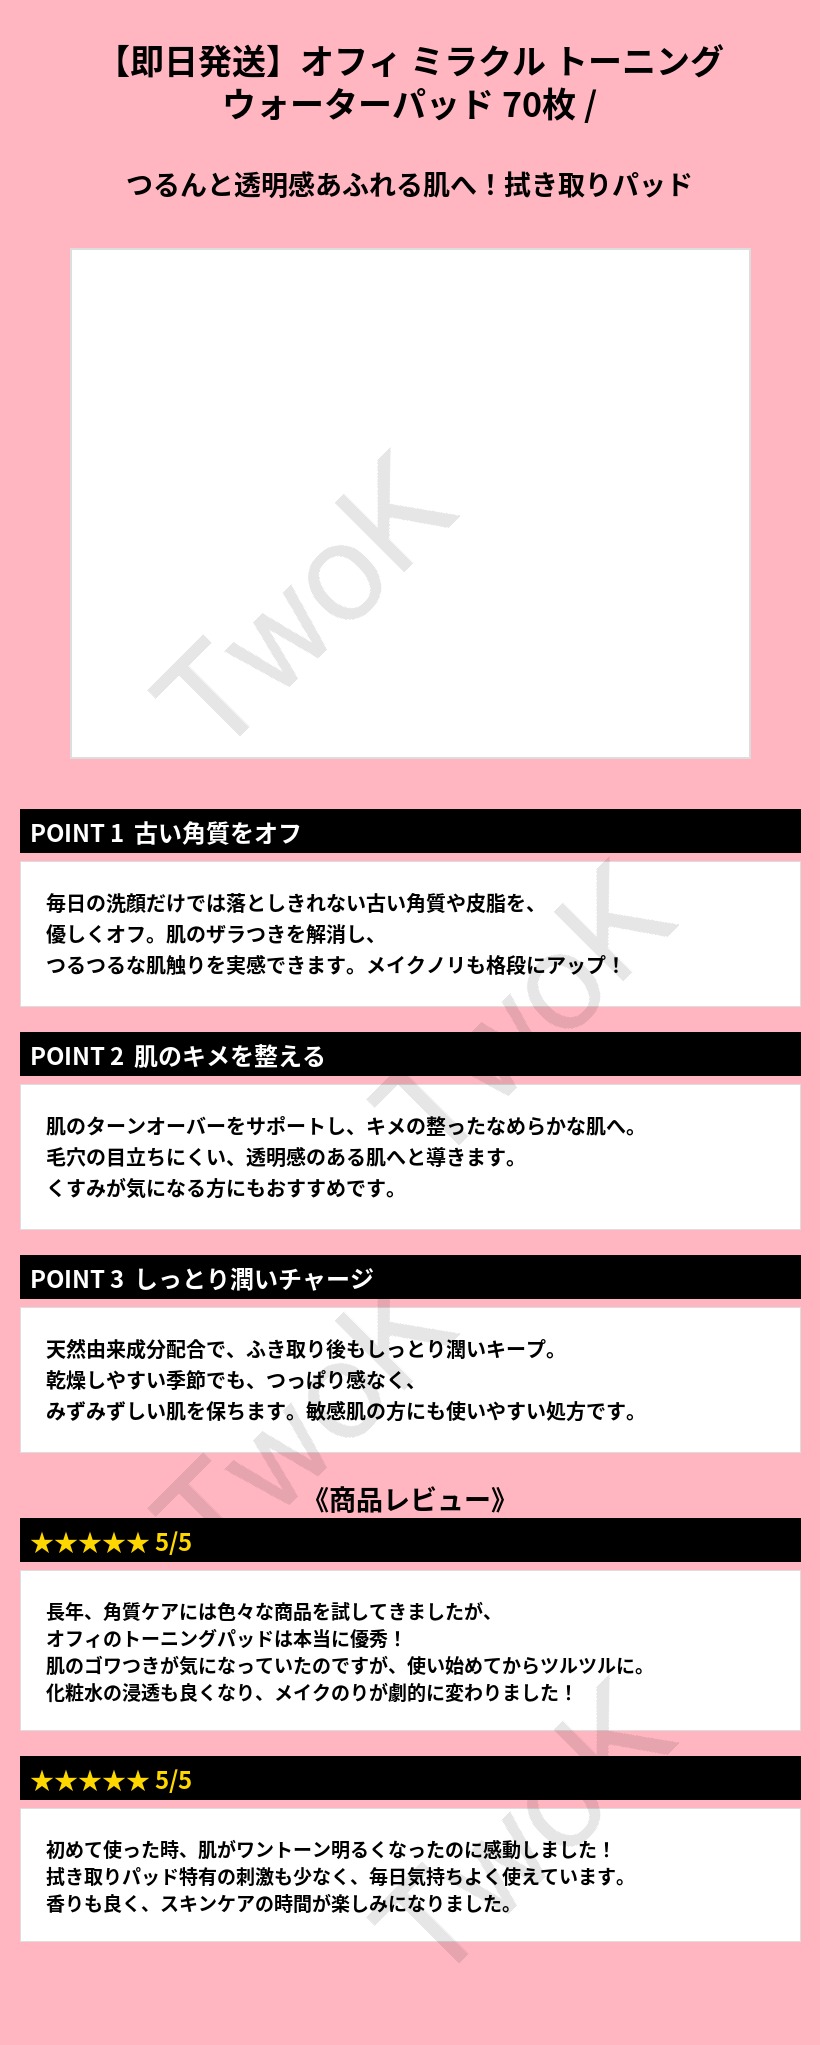 【即日発送】オフィ ミラクル トーニング
ウォーターパッド 70枚 /
つるんと透明感あふれる肌へ！拭き取りパッド
TwoK
POINT 1 古い角質をオフ
毎日の洗顔だけでは落としきれない古い角質や皮脂を、
優しくオフ。肌のザラつきを解消し、
つるつるな肌触りを実感できます。メイクノリも格段にアップ！
TwoK
POINT 2 肌のキメを整える
肌のターンオーバーをサポートし、キメの整ったなめらかな肌へ。
毛穴の目立ちにくい、透明感のある肌へと導きます。
くすみが気になる方にもおすすめです。
POINT 3 しっとり潤いチャージ
天然由来成分配合で、ふき取り後もしっとり潤いキープ。
乾燥しやすい季節でも、つっぱり感なく、
みずみずしい肌を保ちます。敏感肌の方にも使いやすい処方です。
TwoK
《商品レビュー》
★★★★★ 5/5
長年、角質ケアには色々な商品を試してきましたが、
オフィのトーニングパッドは本当に優秀！
肌のゴワつきが気になっていたのですが、使い始めてからツルツルに。
化粧水の浸透も良くなり、メイクのりが劇的に変わりました！
★★★★★ 5/5
初めて使った時、肌がワントーン明るくなったのに感動しました！
拭き取りパッド特有の刺激も少なく、毎日気持ちよく使えています。
香りも良く、スキンケアの時間が楽しみになりました。
TwoK